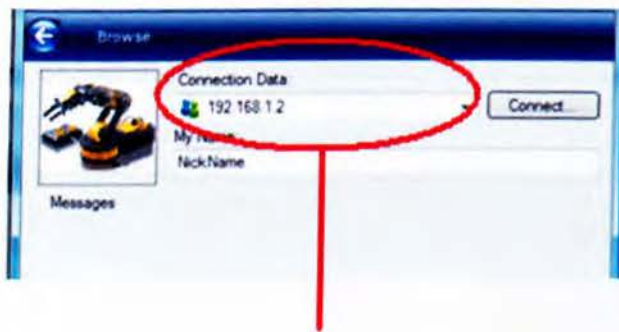 Browse
Connection Data
192 168 1 2
Connect...
My Name
NickName
Messages